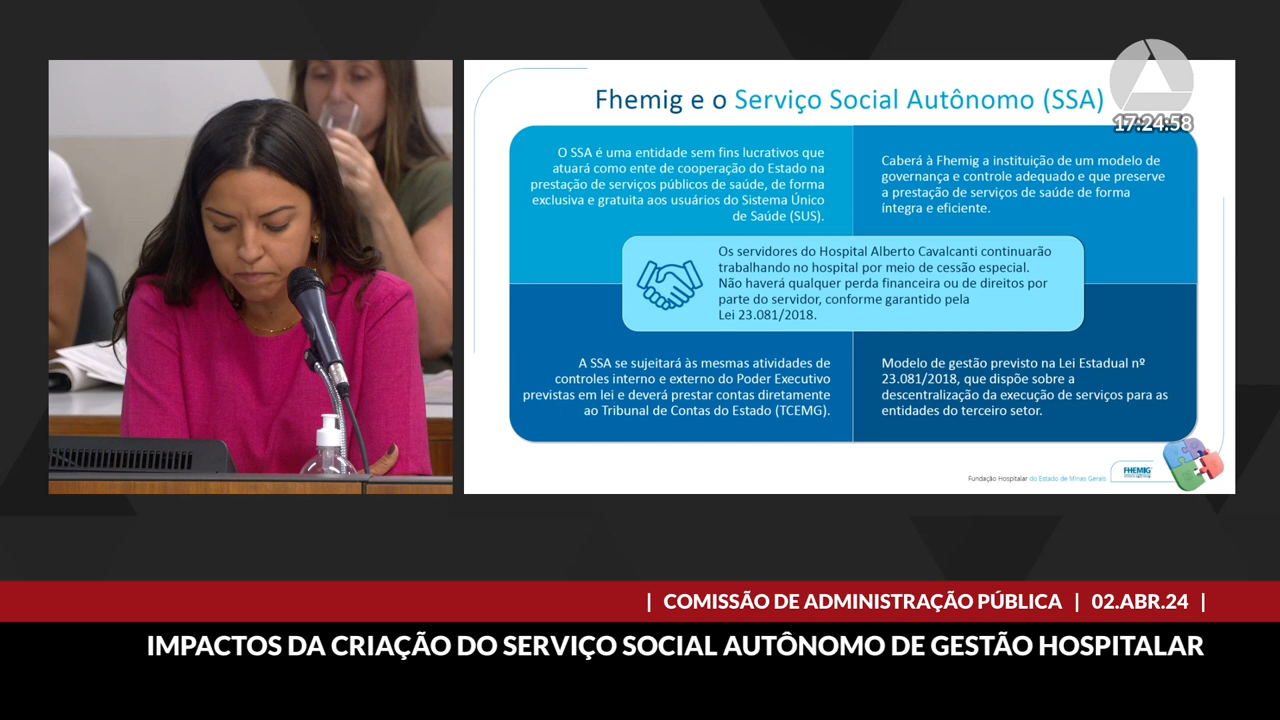 Fhemig e o Serviço Social Autônomo (SSA)
17:24:58
O SSA é uma entidade sem fins lucrativos que
atuará como ente de cooperação do Estado na
prestação de serviços públicos de saúde, de forma
exclusiva e gratuita aos usuários do Sistema Único
de Saúde (SUS).
Caberá à Fhemig a instituição de um modelo de
governança e controle adequado e que preserve
a prestação de serviços de saúde de forma
íntegra e eficiente.
Os servidores do Hospital Alberto Cavalcanti continuarão
trabalhando no hospital por meio de cessão especial.
Não haverá qualquer perda financeira ou de direitos por
parte do servidor, conforme garantido pela
Lei 23.081/2018.
A SSA se sujeitará às mesmas atividades de
controles interno e externo do Poder Executivo
previstas em lei e deverá prestar contas diretamente
ao Tribunal de Contas do Estado (TCEMG).
Modelo de gestão previsto na Lei Estadual nº
23.081/2018, que dispõe sobre a
descentralização da execução de serviços para as
entidades do terceiro setor.
Fundação Hospitalar do Estado de Minas Gerais
FHEMIG
| COMISSÃO DE ADMINISTRAÇÃO PÚBLICA | 02.ABR.24 |
IMPACTOS DA CRIAÇÃO DO SERVIÇO SOCIAL AUTÔNOMO DE GESTÃO HOSPITALAR